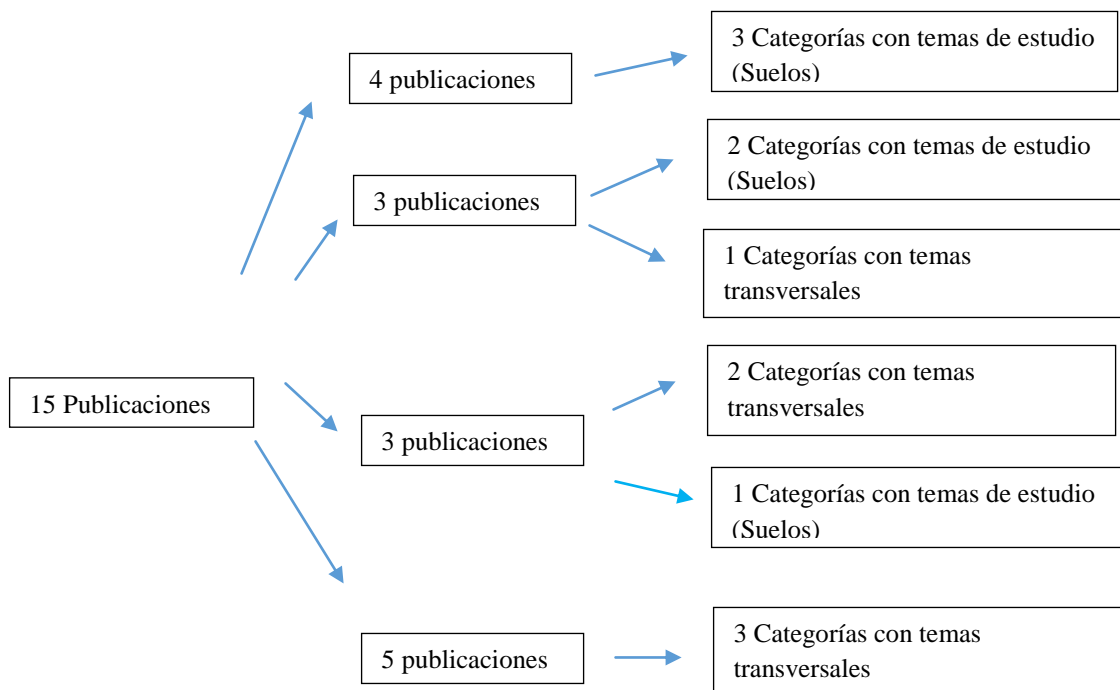 3 Categorías con temas de estudio
(Suelos)
4 publicaciones
2 Categorías con temas de estudio
(Suelos)
3 publicaciones
1 Categorías con temas
transversales
15 Publicaciones
2 Categorías con temas
transversales
3 publicaciones
1 Categorías con temas de estudio
(Suelos)
5 publicaciones
3 Categorías con temas
transversales